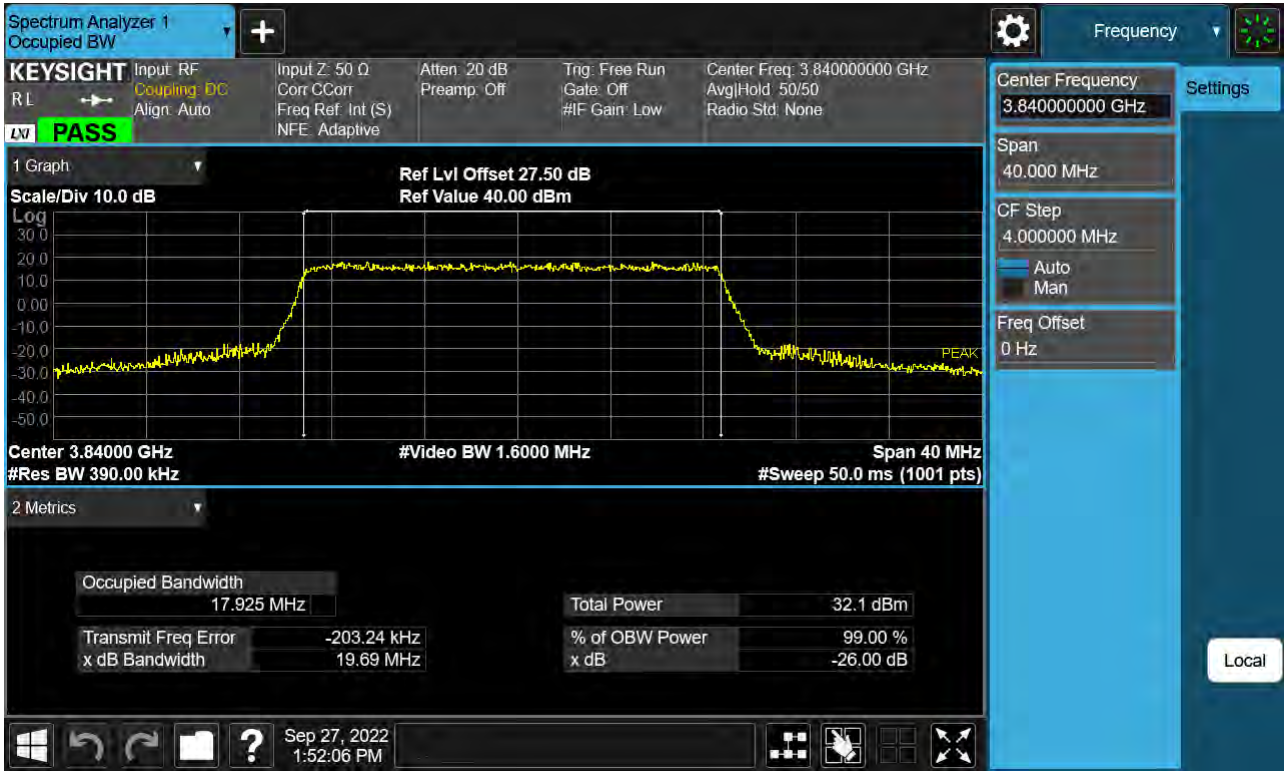 Spectrum Analyzer 1
Occupied BW
Frequency
KEYSIGHT
R L
LXI PASS
Input: RF
Coupling: DC
Align: Auto
Input Z: 50 Ω
Corr CCorr
Freq Ref: Int (S)
NFE: Adaptive
Atten: 20 dB
Preamp: Off
Trig: Free Run
Gate: Off
#IF Gain: Low
Center Freq: 3.840000000 GHz
Avg|Hold: 50/50
Radio Std: None
Center Frequency
3.840000000 GHz
Settings
Span
40.000 MHz
CF Step
4.000000 MHz
Auto
Man
Freq Offset
0 Hz
Local
1 Graph
Scale/Div 10.0 dB
Ref Lvl Offset 27.50 dB
Ref Value 40.00 dBm
Log
30.0
20.0
10.0
0.00
-10.0
-20.0
-30.0
-40.0
-50.0
PEAK
Center 3.84000 GHz
#Video BW 1.6000 MHz
Span 40 MHz
#Res BW 390.00 kHz
#Sweep 50.0 ms (1001 pts)
2 Metrics
Occupied Bandwidth
17.925 MHz
Total Power 32.1 dBm
Transmit Freq Error -203.24 kHz
% of OBW Power 99.00 %
x dB Bandwidth 19.69 MHz
x dB -26.00 dB
?
Sep 27, 2022
1:52:06 PM